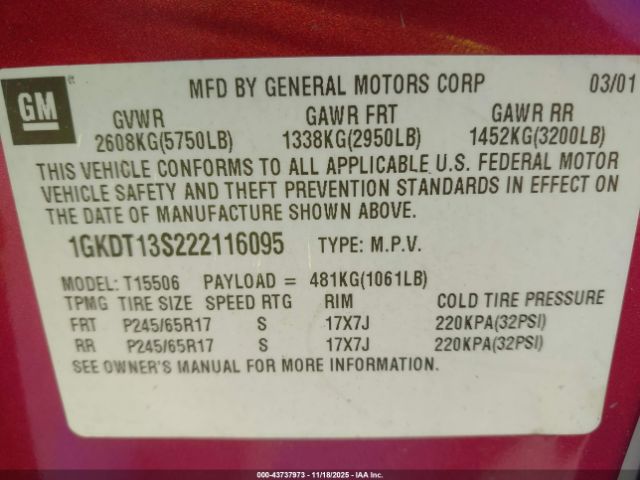 GM
MFD BY GENERAL MOTORS CORP 03/01
GVWR GAWR FRT GAWR RR
2608KG(5750LB) 1338KG(2950LB) 1452KG(3200LB)
THIS VEHICLE CONFORMS TO ALL APPLICABLE U.S. FEDERAL MOTOR
VEHICLE SAFETY AND THEFT PREVENTION STANDARDS IN EFFECT ON
THE DATE OF MANUFACTURE SHOWN ABOVE.
1GKDT13S222116095 TYPE: M.P.V.
MODEL: T15506 PAYLOAD = 481KG(1061LB)
TPMG TIRE SIZE SPEED RTG RIM COLD TIRE PRESSURE
FRT P245/65R17 S 17X7J 220KPA(32PSI)
RR P245/65R17 S 17X7J 220KPA(32PSI)
SEE OWNER'S MANUAL FOR MORE INFORMATION.
000-43737973 - 11/18/2025 - IAA, Inc.